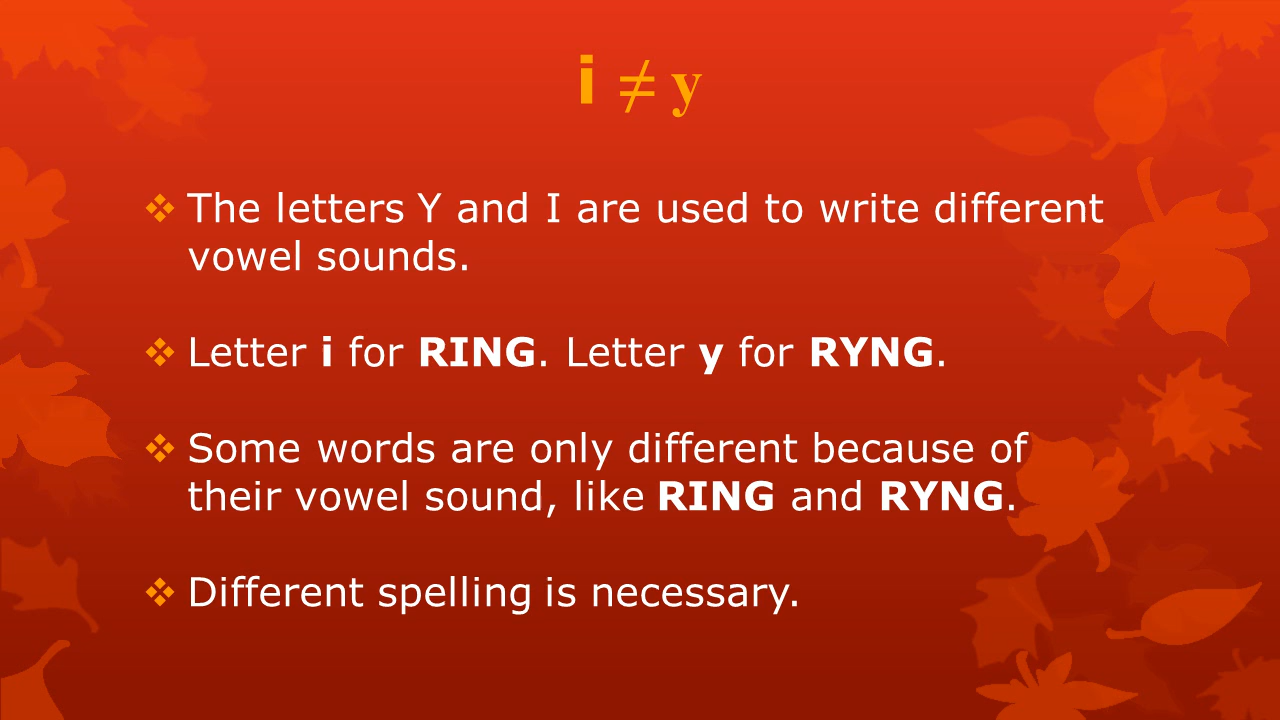 i ≠ y
❖ The letters Y and I are used to write different
vowel sounds.
❖ Letter i for RING. Letter y for RYNG.
❖ Some words are only different because of
their vowel sound, like RING and RYNG.
❖ Different spelling is necessary.